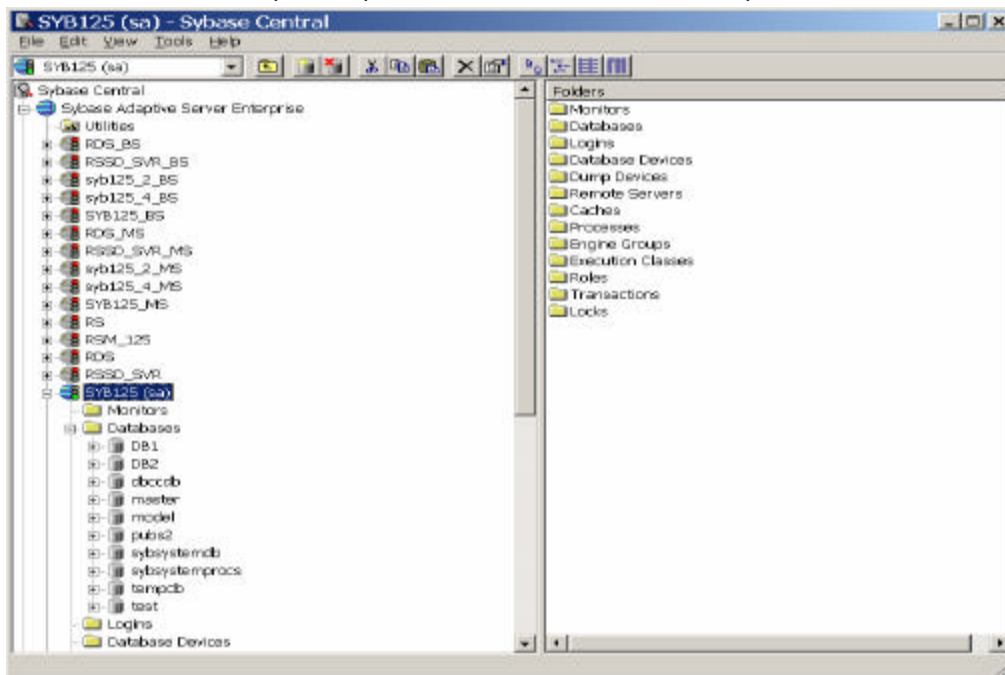 SYB125 (sa) - Sybase Central
File Edit View Tools Help
SYB125 (sa)
Sybase Central
Sybase Adaptive Server Enterprise
Utilities
RDS_BS
RSSD_SVR_BS
syb125_2_BS
syb125_4_BS
SYB125_BS
RDS_MS
RSSD_SVR_MS
syb125_2_MS
syb125_4_MS
SYB125_MS
RS
RSM_125
RDS
RSSD_SVR
SYB125 (sa)
Monitors
Databases
DB1
DB2
dbccdb
master
model
pubs2
sybsystemdb
sybsystemprocs
tempdb
test
Logins
Database Devices
Folders
Monitors
Databases
Logins
Database Devices
Dump Devices
Remote Servers
Caches
Processes
Engine Groups
Execution Classes
Roles
Transactions
Locks